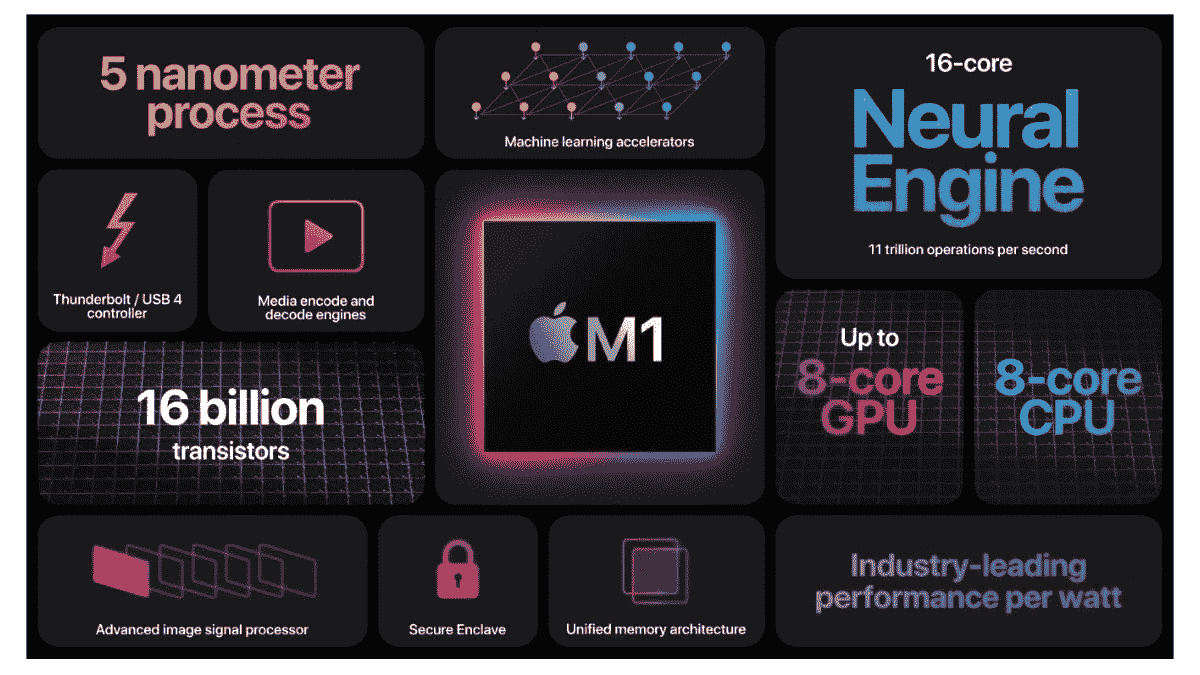 5 nanometer
process
Machine learning accelerators
16-core
Neural
Engine
11 trillion operations per second
Thunderbolt / USB 4
controller
Media encode and
decode engines
M1
Up to
8-core
GPU
8-core
CPU
16 billion
transistors
Advanced image signal processor
Secure Enclave
Unified memory architecture
Industry-leading
performance per watt